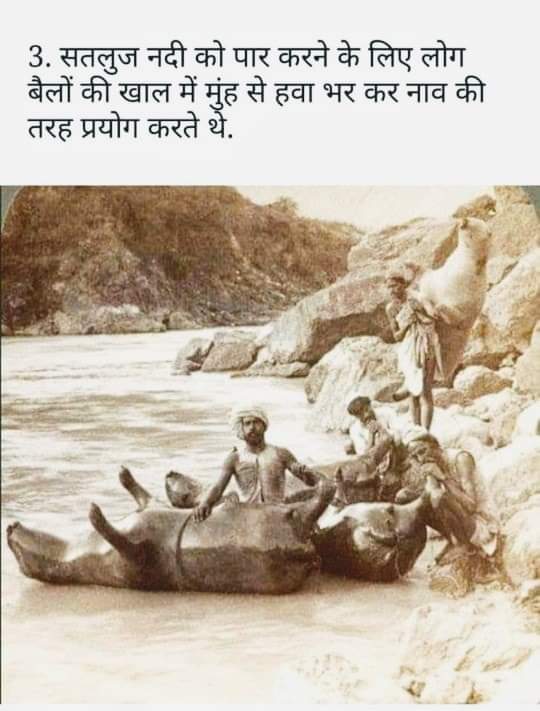 3. सतलुज नदी को पार करने के लिए लोग
बैलों की खाल में मुंह से हवा भर कर नाव की
तरह प्रयोग करते थे.